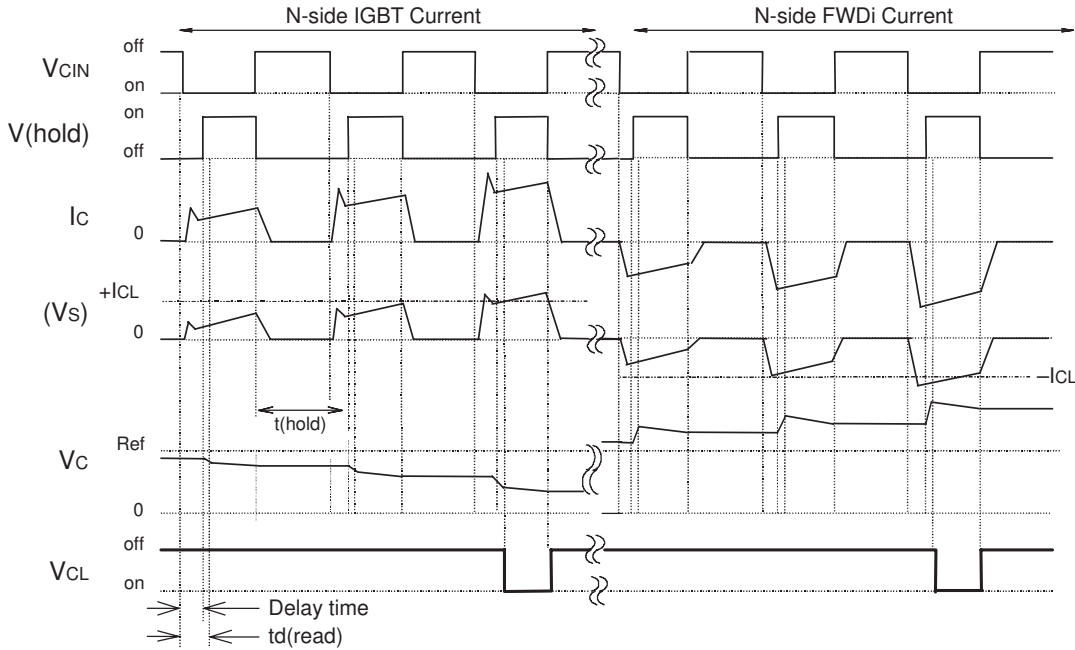 N-side IGBT Current
N-side FWDi Current
off
VCIN
on
on
V(hold)
off
IC
0
+ICL
(VS)
0
–ICL
t(hold)
Ref
VC
0
off
VCL
on
Delay time
td(read)